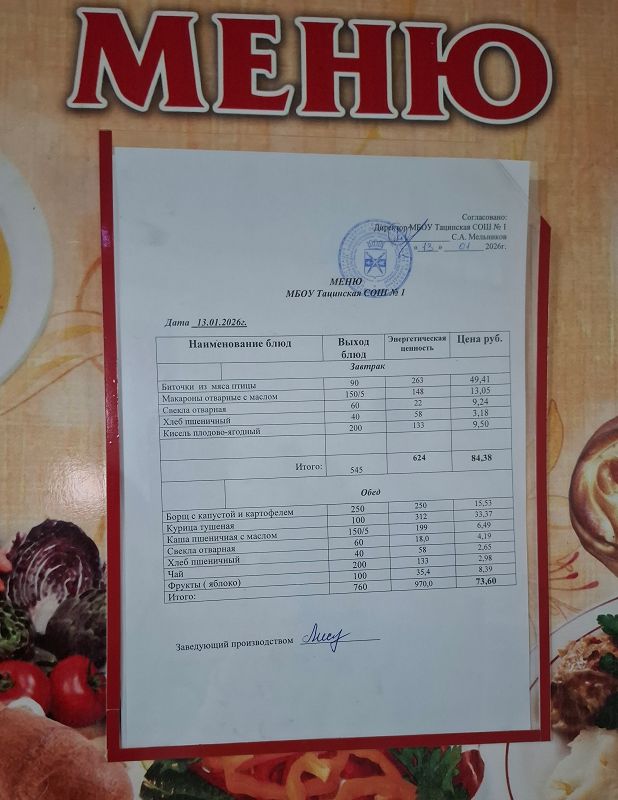 МЕНЮ
Согласовано:
Директор МБОУ Тацинская СОШ № 1
С.А. Мельников
« 13 » 01 2026г.
МЕНЮ
МБОУ Тацинская СОШ № 1
Дата 13.01.2026г.
Наименование блюд Выход блюд Энергетическая ценность Цена руб.
Завтрак
Биточки из мяса птицы 90 263 49,41
Макароны отварные с маслом 150/5 148 13,05
Свекла отварная 60 22 9,24
Хлеб пшеничный 40 58 3,18
Кисель плодово-ягодный 200 133 9,50
Итого: 545 624 84,38
Обед
Борщ с капустой и картофелем 250 250 15,53
Курица тушеная 100 312 33,37
Каша пшеничная с маслом 150/5 199 6,49
Свекла отварная 60 18,0 4,19
Хлеб пшеничный 40 58 2,65
Чай 200 133 2,98
Фрукты ( яблоко) 100 35,4 8,39
Итого: 760 970,0 73,60
Заведующий производством